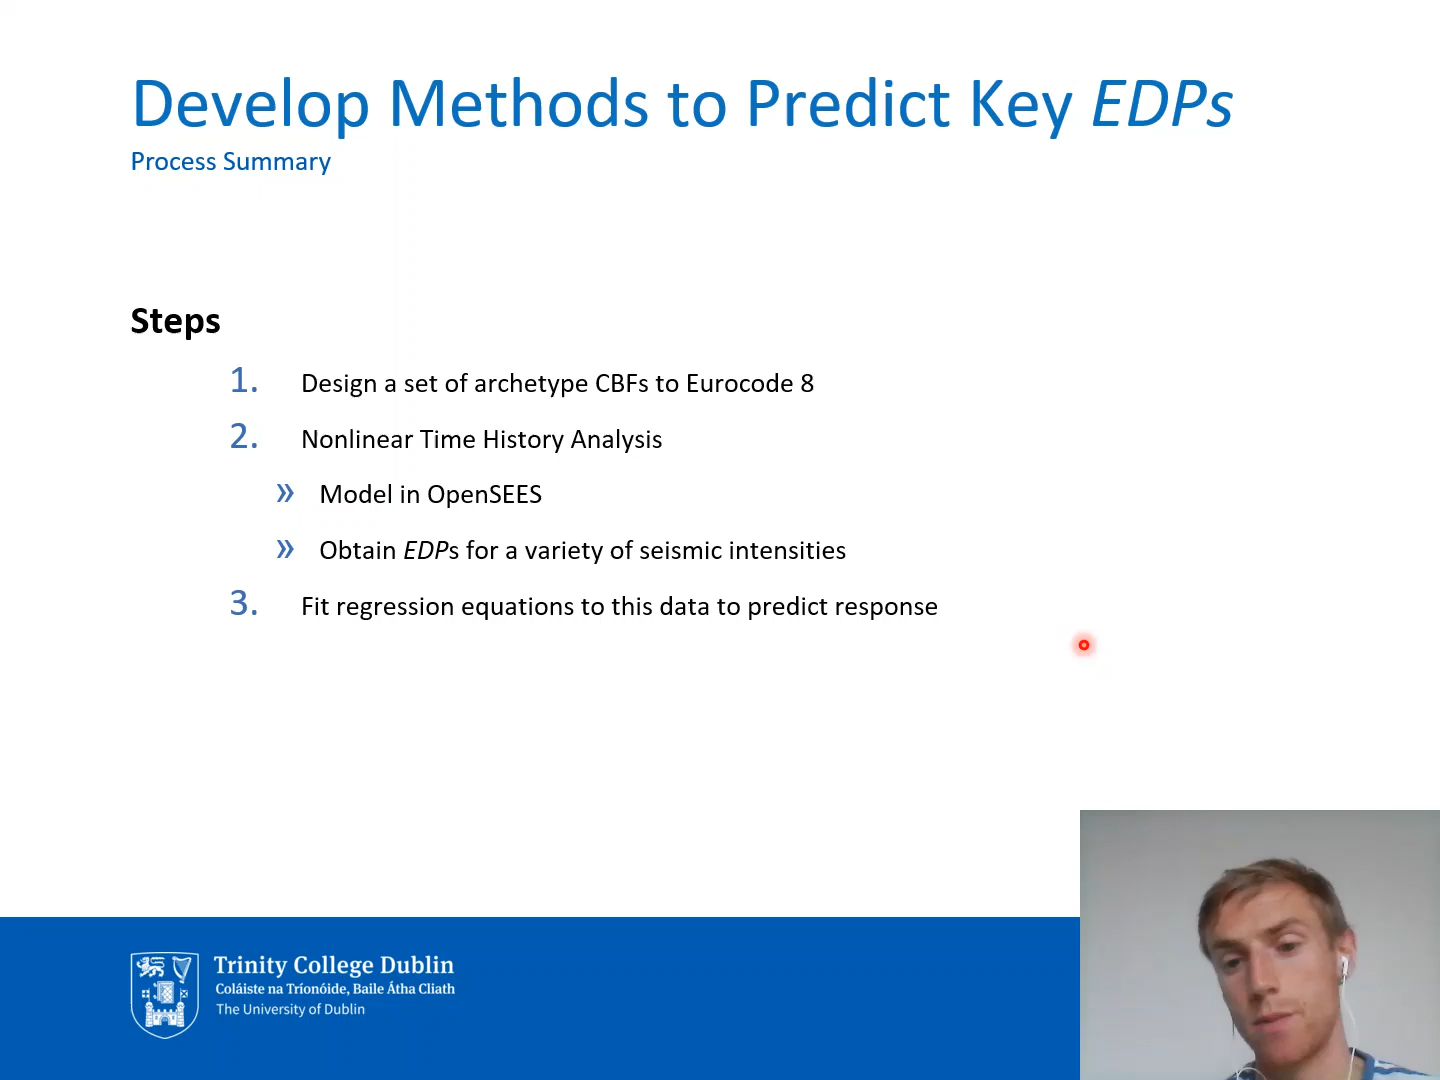 Develop Methods to Predict Key EDPs
Process Summary
Steps
1. Design a set of archetype CBFs to Eurocode 8
2. Nonlinear Time History Analysis
» Model in OpenSEES
» Obtain EDPs for a variety of seismic intensities
3. Fit regression equations to this data to predict response
Trinity College Dublin
Coláiste na Tríonóide, Baile Átha Cliath
The University of Dublin